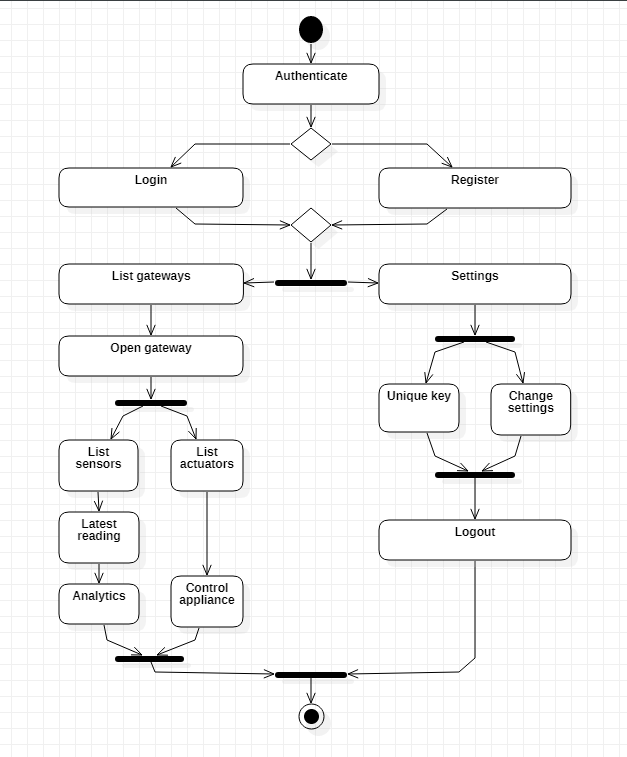 Authenticate
Login
Register
List gateways
Settings
Open gateway
Unique key
Change
settings
List
sensors
List
actuators
Latest
reading
Logout
Analytics
Control
appliance